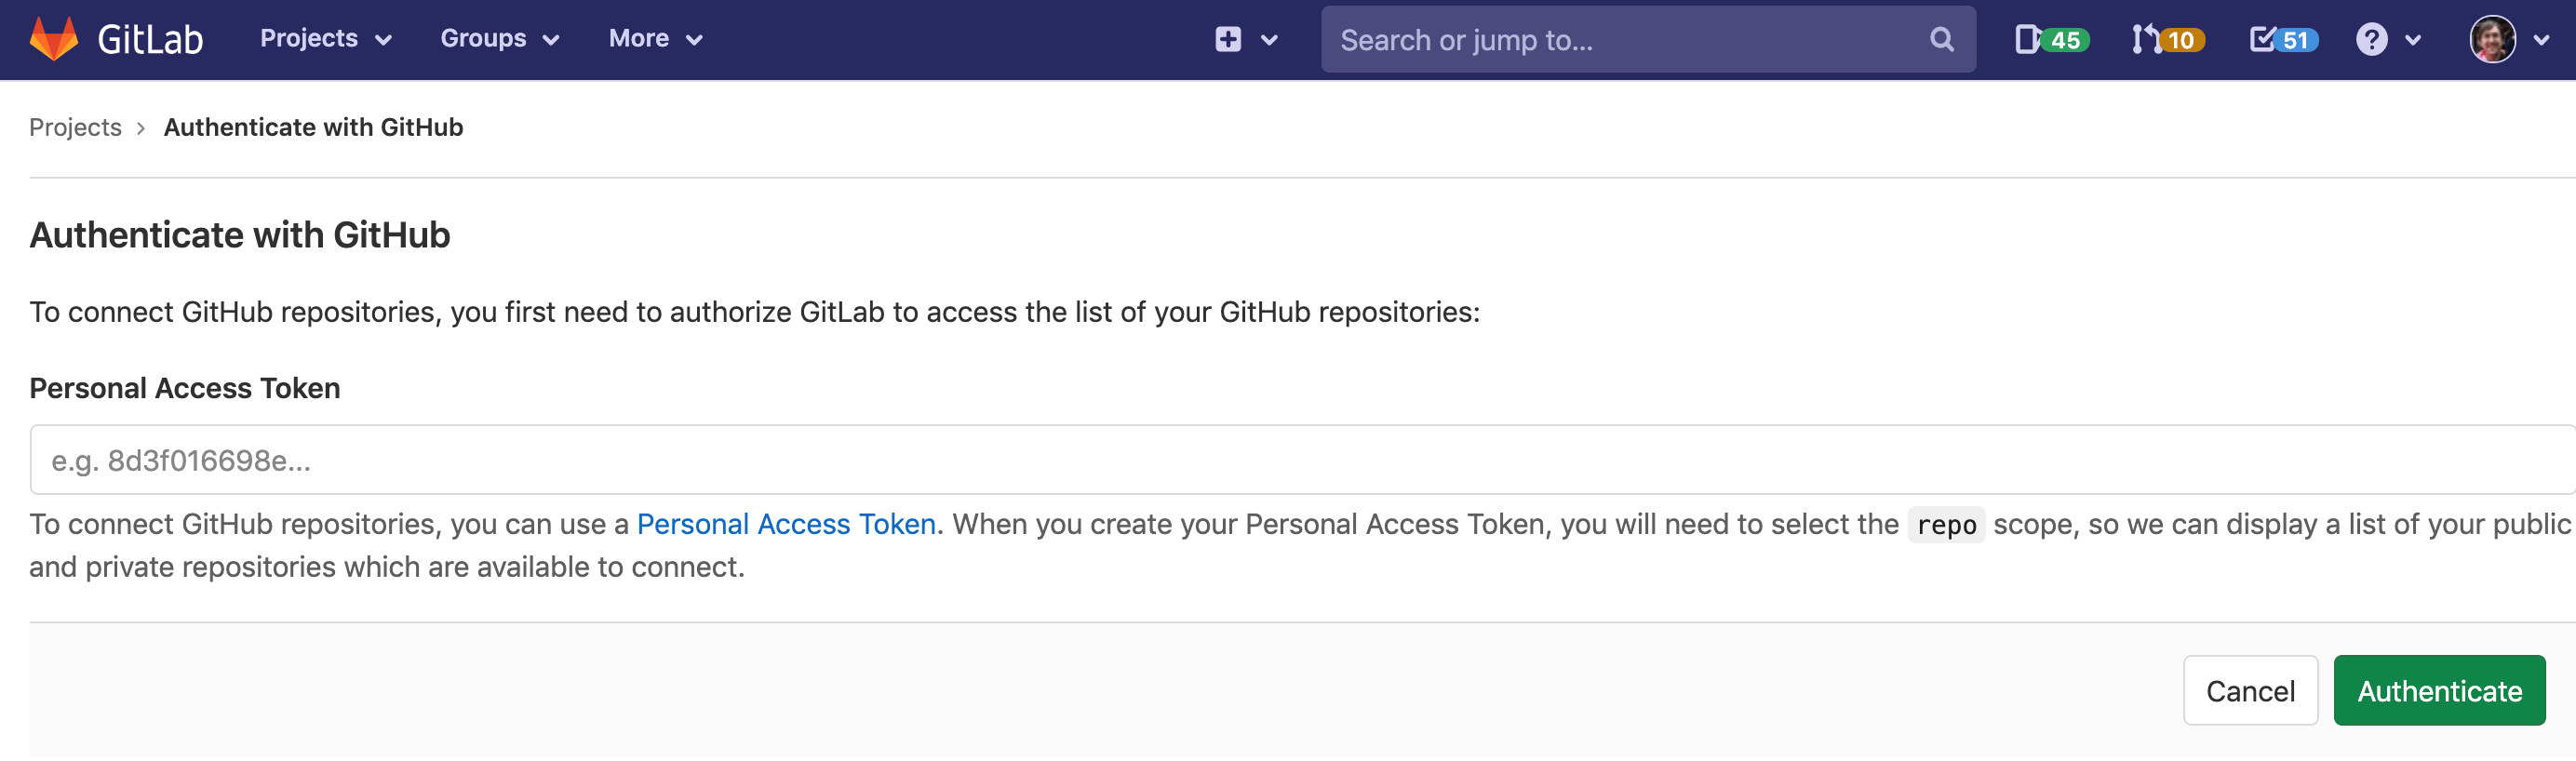 GitLab Projects Groups More Search or jump to... 45 10 51
Projects › Authenticate with GitHub
Authenticate with GitHub
To connect GitHub repositories, you first need to authorize GitLab to access the list of your GitHub repositories:
Personal Access Token
e.g. 8d3f016698e...
To connect GitHub repositories, you can use a Personal Access Token. When you create your Personal Access Token, you will need to select the repo scope, so we can display a list of your public
and private repositories which are available to connect.
Cancel Authenticate